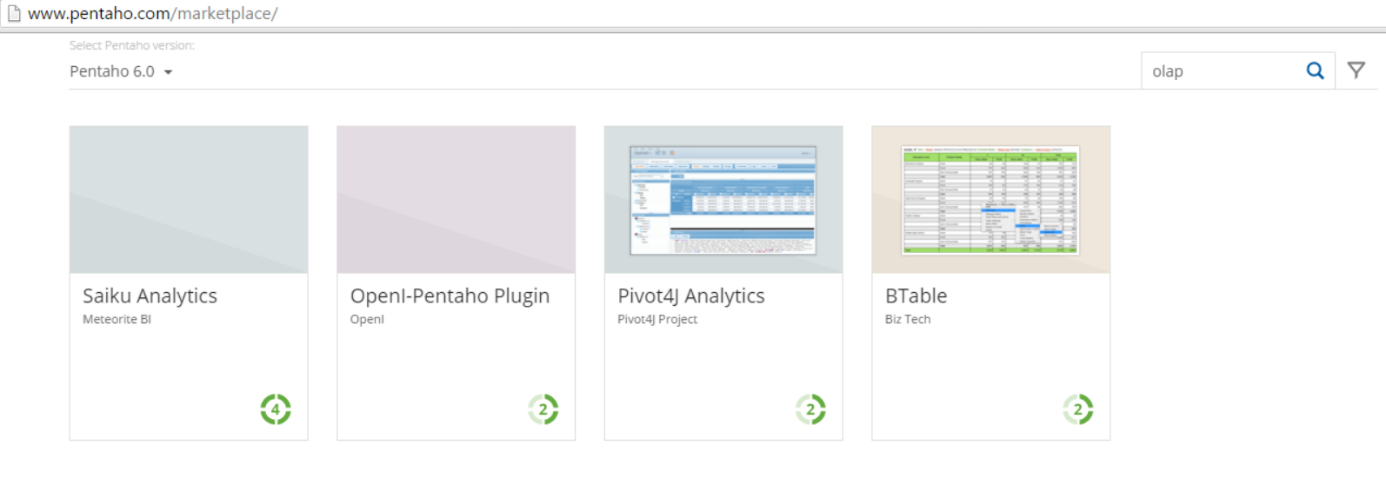 www.pentaho.com/marketplace/
Select Pentaho version:
Pentaho 6.0
olap
Saiku Analytics
Meteorite BI
4
OpenI-Pentaho Plugin
OpenI
2
Pivot4J Analytics
Pivot4J Project
2
BTable
Biz Tech
2